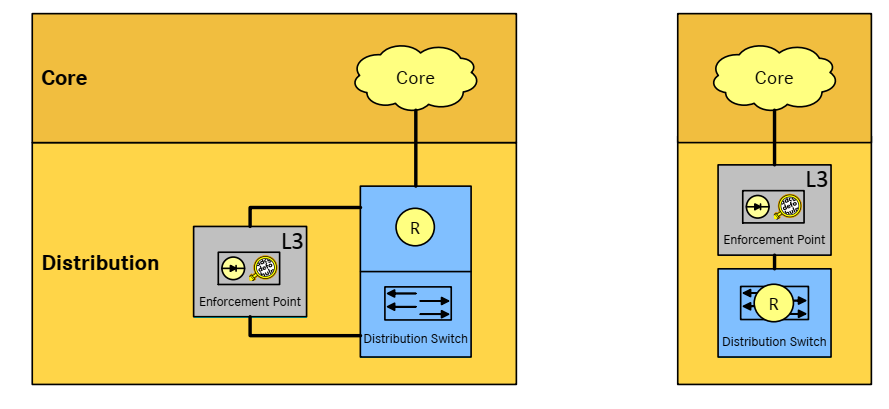 Core
Core
R
L3
Distribution
Enforcement Point
Distribution Switch
Core
L3
Enforcement Point
R
Distribution Switch